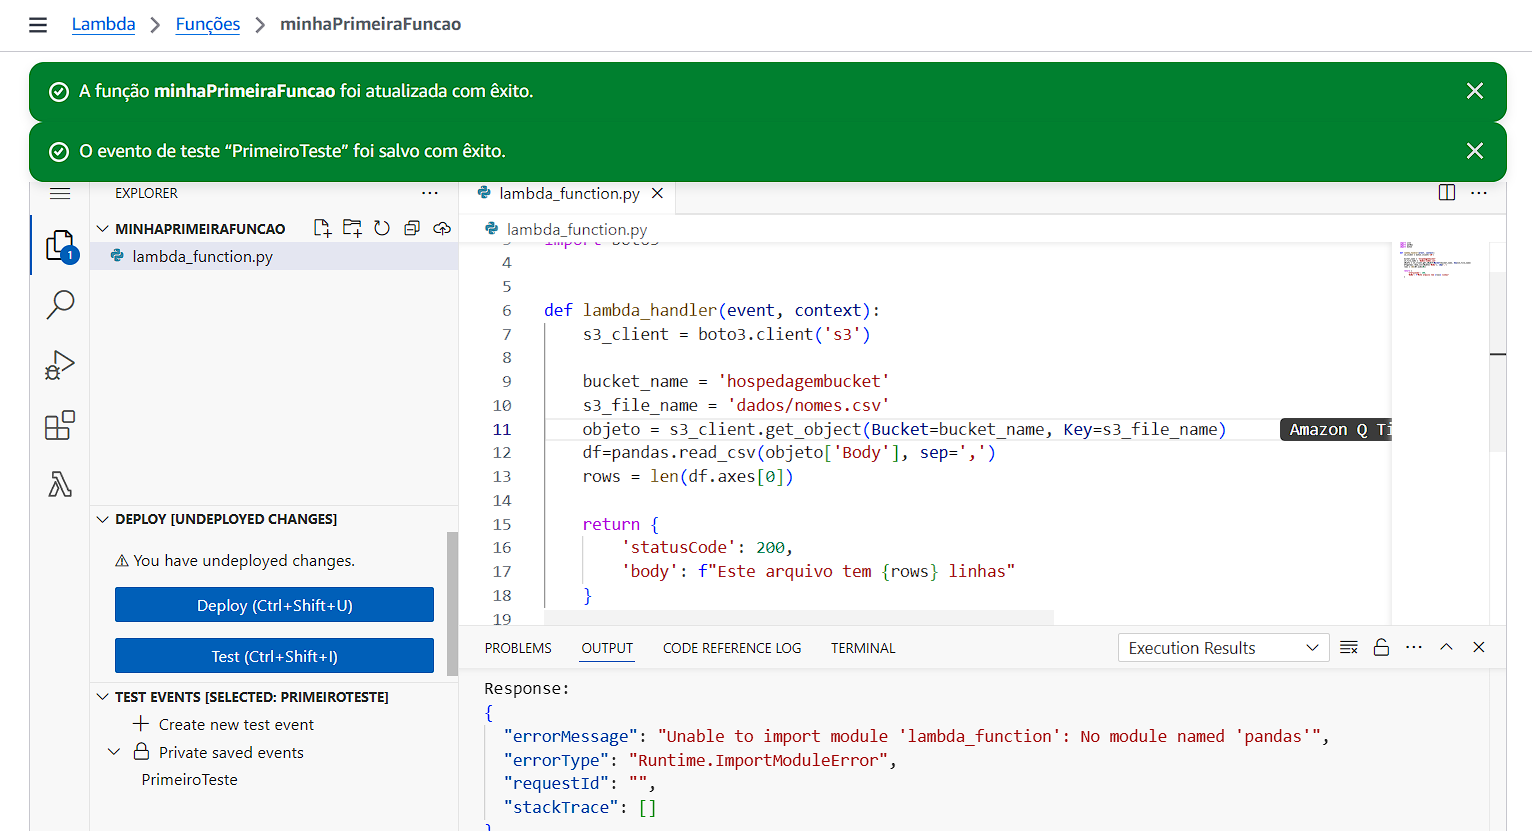 Lambda > Funções > minhaPrimeiraFuncao
A função minhaPrimeiraFuncao foi atualizada com êxito.
O evento de teste “PrimeiroTeste” foi salvo com êxito.
EXPLORER
MINHAPRIMEIRAFUNCAO
lambda_function.py
1
DEPLOY [UNDEPLOYED CHANGES]
You have undeployed changes.
Deploy (Ctrl+Shift+U)
Test (Ctrl+Shift+I)
TEST EVENTS [SELECTED: PRIMEIROTESTE]
Create new test event
Private saved events
PrimeiroTeste
lambda_function.py
lambda_function.py
3 import boto3
4
5
6 def lambda_handler(event, context):
7     s3_client = boto3.client('s3')
8
9     bucket_name = 'hospedagembucket'
10     s3_file_name = 'dados/nomes.csv'
11     objeto = s3_client.get_object(Bucket=bucket_name, Key=s3_file_name) Amazon Q Ti
12     df=pandas.read_csv(objeto['Body'], sep=',')
13     rows = len(df.axes[0])
14
15     return {
16         'statusCode': 200,
17         'body': f"Este arquivo tem {rows} linhas"
18     }
19
PROBLEMS OUTPUT CODE REFERENCE LOG TERMINAL Execution Results
Response:
{
  "errorMessage": "Unable to import module 'lambda_function': No module named 'pandas'",
  "errorType": "Runtime.ImportModuleError",
  "requestId": "",
  "stackTrace": []
}